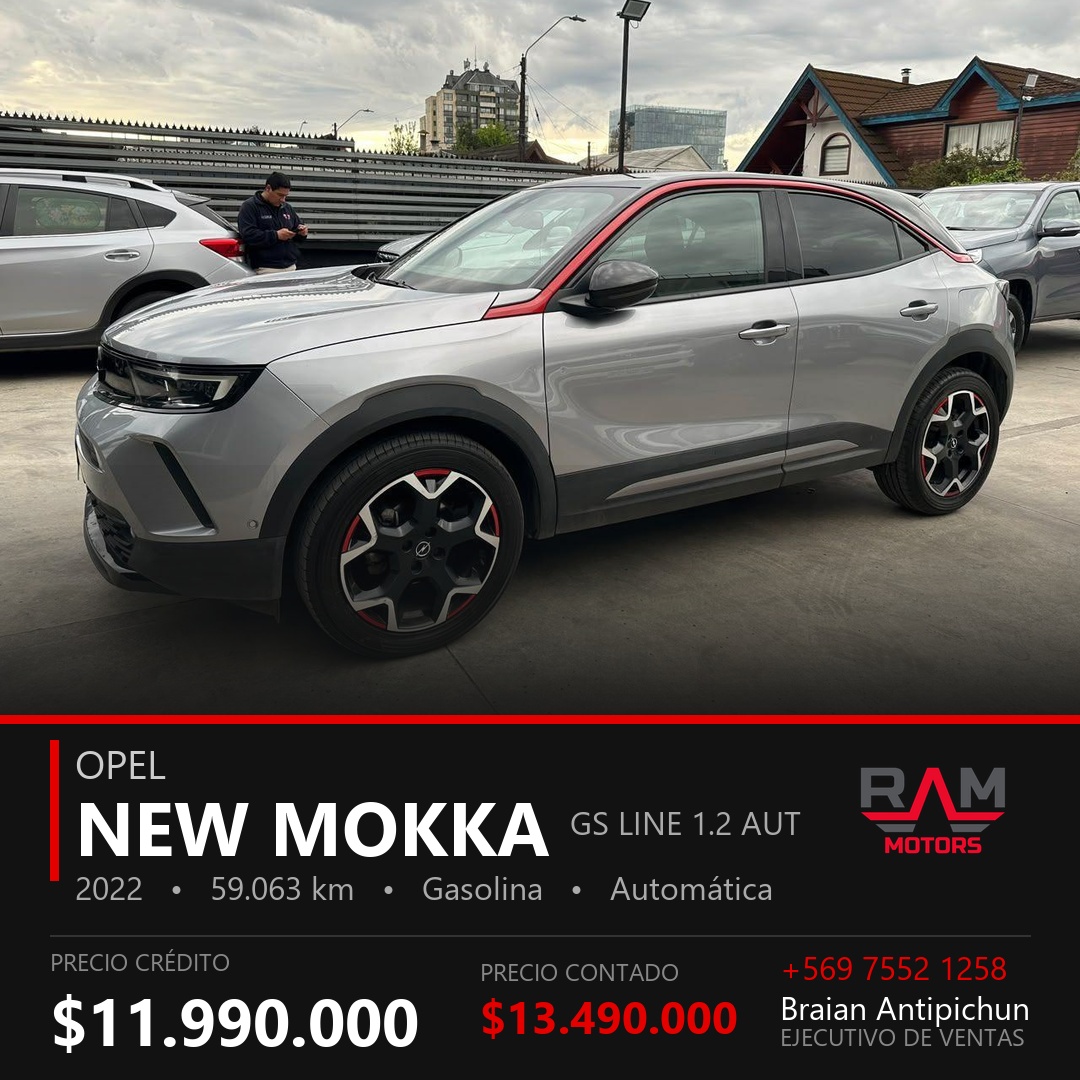 OPEL
NEW MOKKA GS LINE 1.2 AUT
2022 • 59.063 km • Gasolina • Automática
RAM
MOTORS
PRECIO CRÉDITO
$11.990.000
PRECIO CONTADO
$13.490.000
+569 7552 1258
Braian Antipichun
EJECUTIVO DE VENTAS